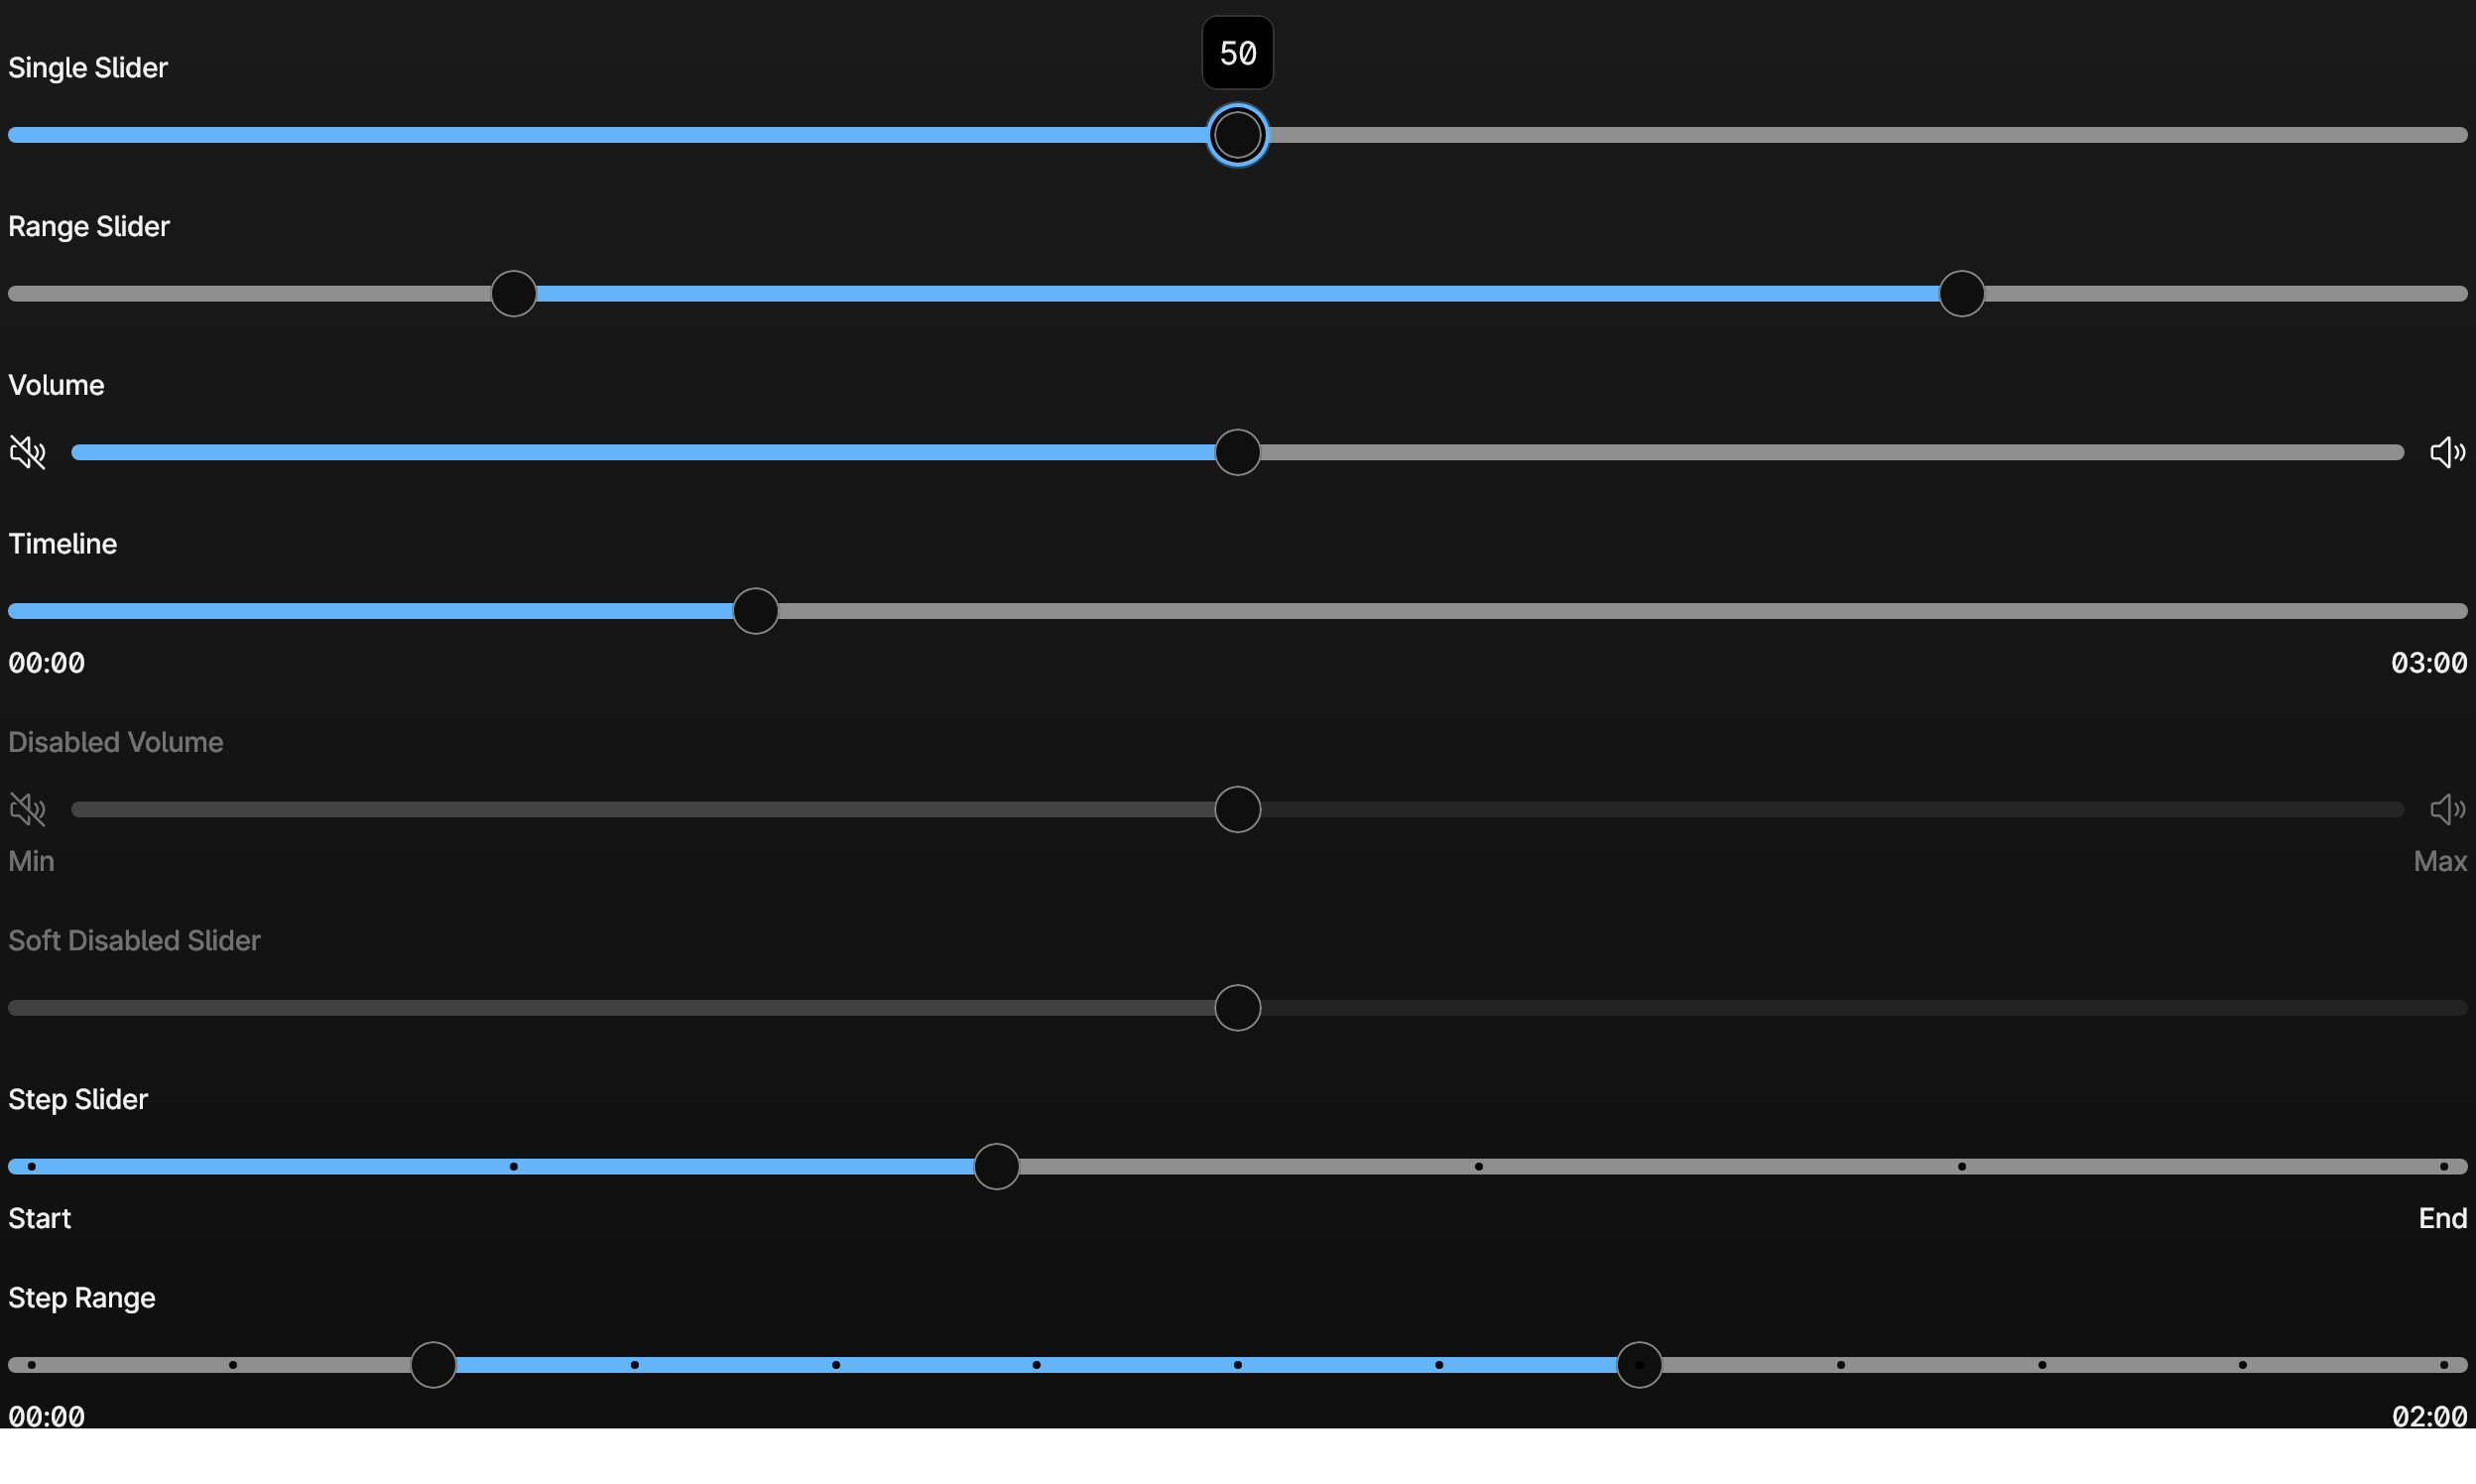 50
Single Slider
Range Slider
Volume
Timeline
00:00 03:00
Disabled Volume
Min Max
Soft Disabled Slider
Step Slider
Start End
Step Range
00:00 02:00